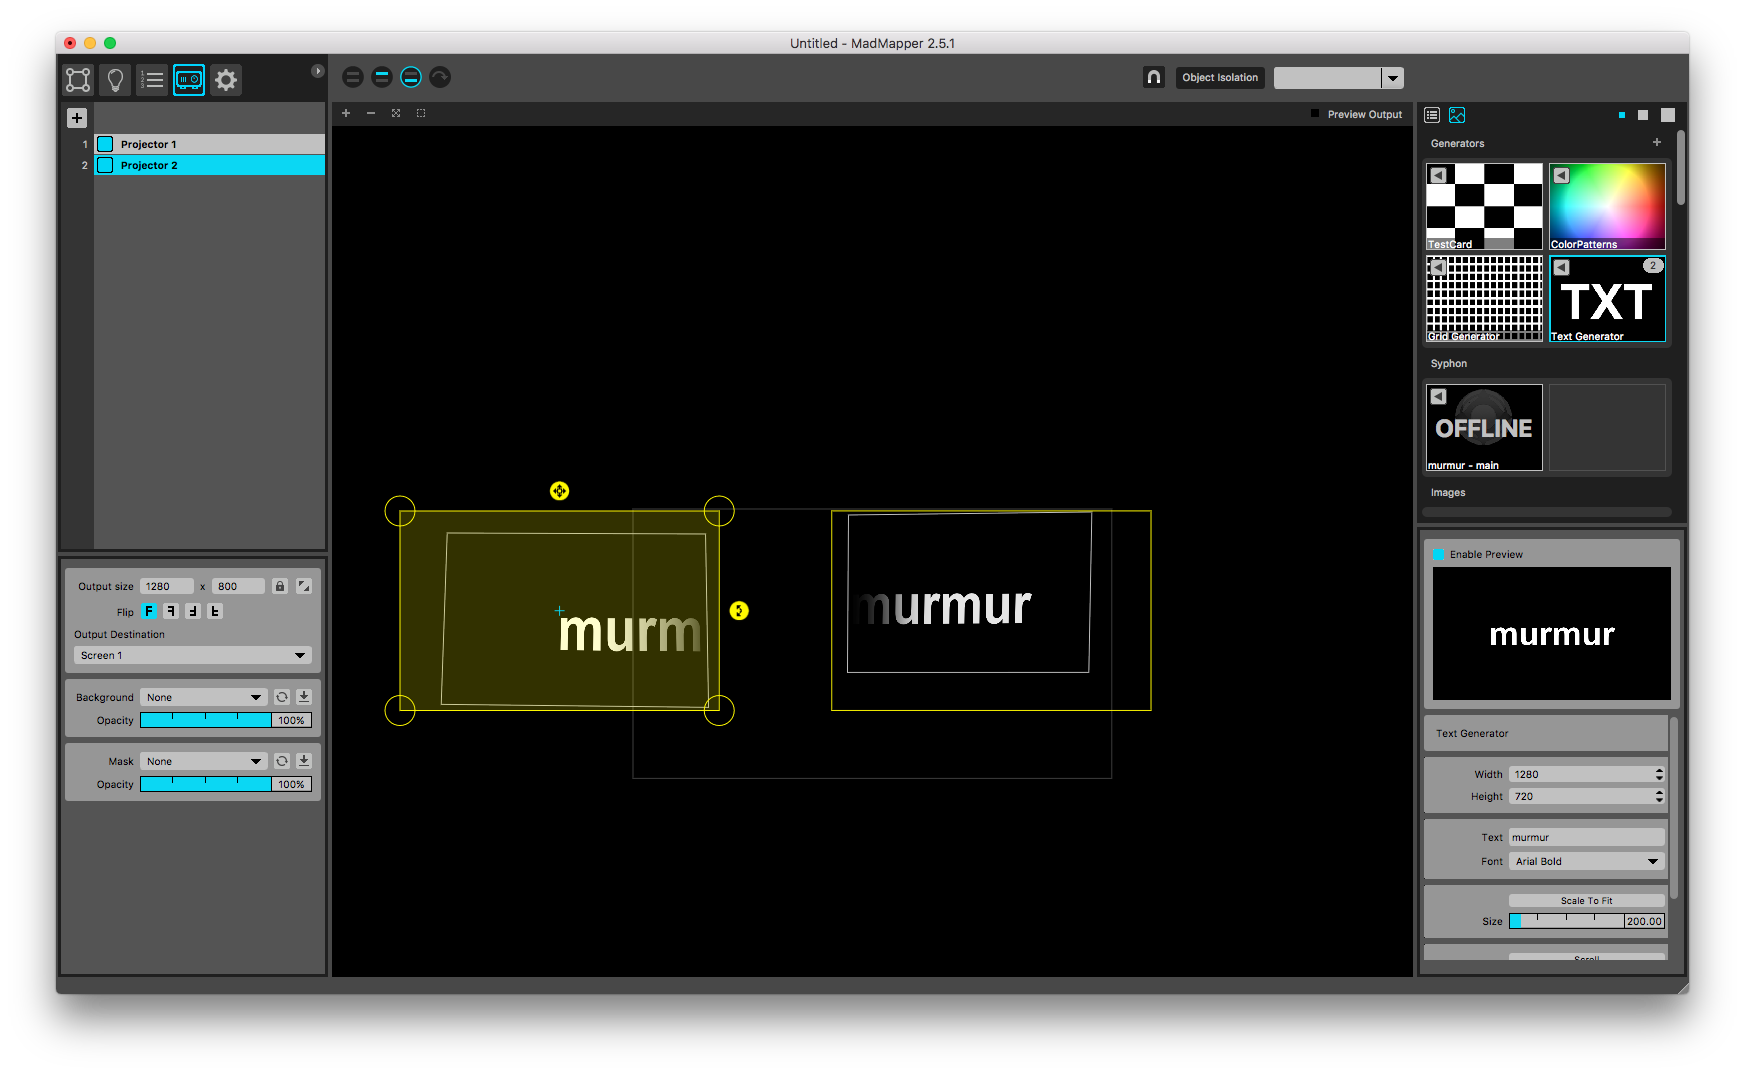 Untitled - MadMapper 2.5.1
Object Isolation
Preview Output
1 Projector 1
2 Projector 2
Output size 1280 x 800
Flip F F F F
Output Destination
Screen 1
Background None
Opacity 100%
Mask None
Opacity 100%
murm
murmur
Generators
TestCard
ColorPatterns
Grid Generator
2
TXT
Text Generator
Syphon
OFFLINE
murmur - main
Images
Enable Preview
murmur
Text Generator
Width 1280
Height 720
Text murmur
Font Arial Bold
Scale To Fit
Size 200.00
Scroll